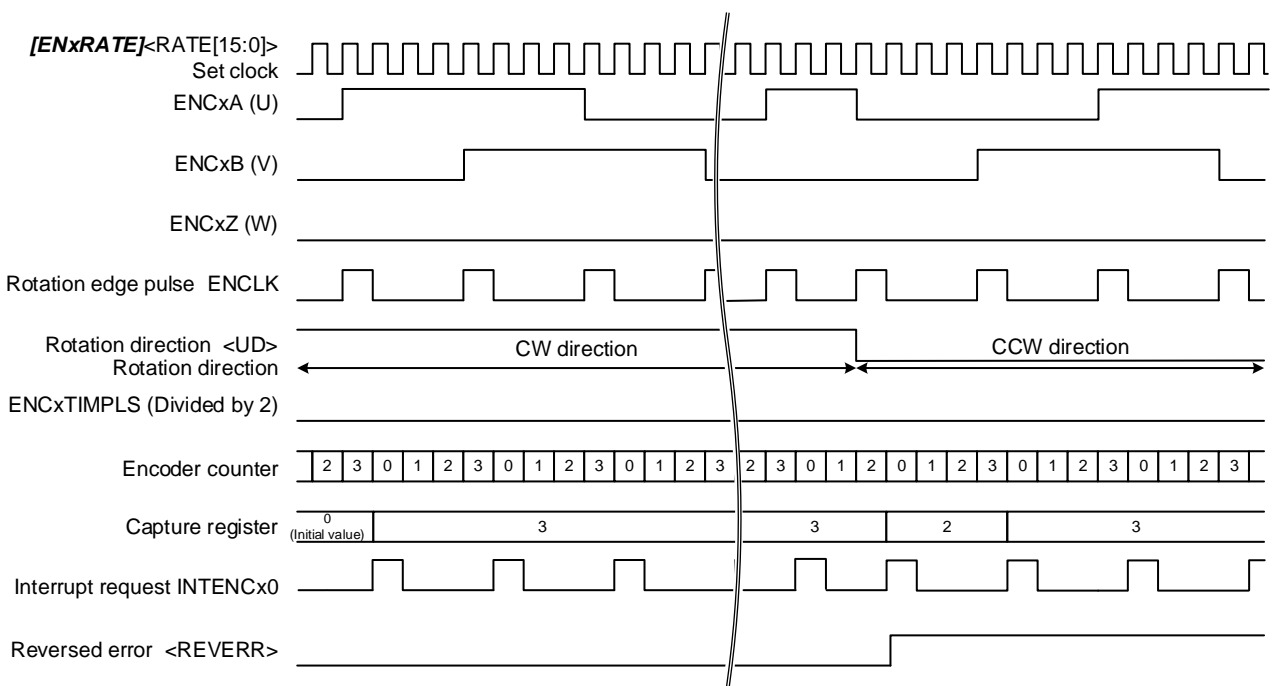 [ENxRATE]<RATE[15:0]>
Set clock
ENCxA (U)
ENCxB (V)
ENCxZ (W)
Rotation edge pulse ENCLK
Rotation direction <UD>
CW direction
CCW direction
Rotation direction
ENCxTIMPLS (Divided by 2)
Encoder counter 2 3 0 1 2 3 0 1 2 3 0 1 2 3 2 3 0 1 2 0 1 2 3 0 1 2 3 0 1 2 3
Capture register 0 3 3 2 3
(Initial value)
Interrupt request INTENCx0
Reversed error <REVERR>